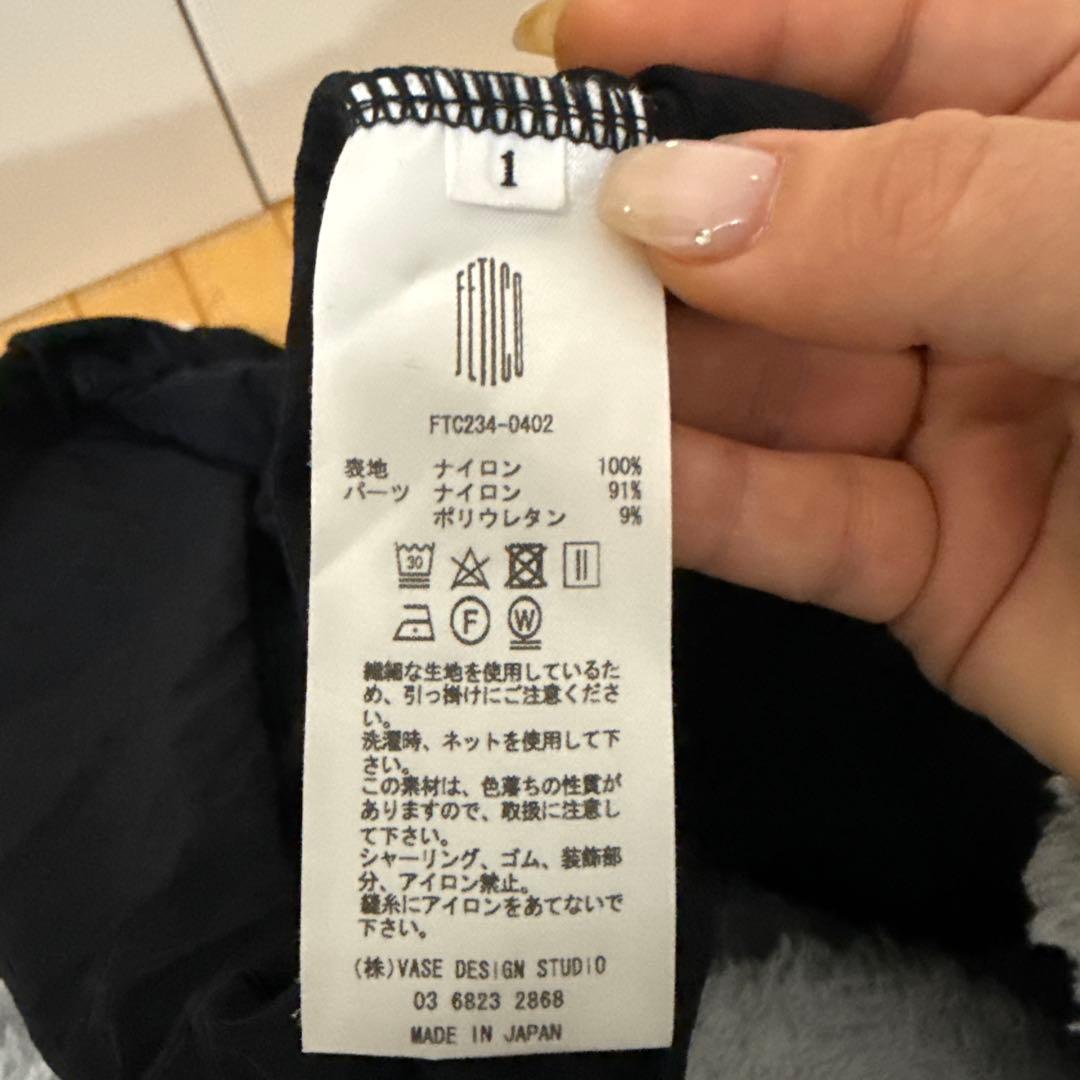 1
FETICO
FTC234-0402
表地 ナイロン 100%
パーツ ナイロン 91%
ポリウレタン 9%
30
F
W
繊細な生地を使用しているた
め、引っ掛けにご注意くださ
い。
洗濯時、ネットを使用して下
さい。
この素材は、色落ちの性質が
ありますので、取扱に注意し
て下さい。
シャーリング、ゴム、装飾部
分、アイロン禁止。
縫糸にアイロンをあてないで
下さい。
(株)VASE DESIGN STUDIO
03 6823 2868
MADE IN JAPAN